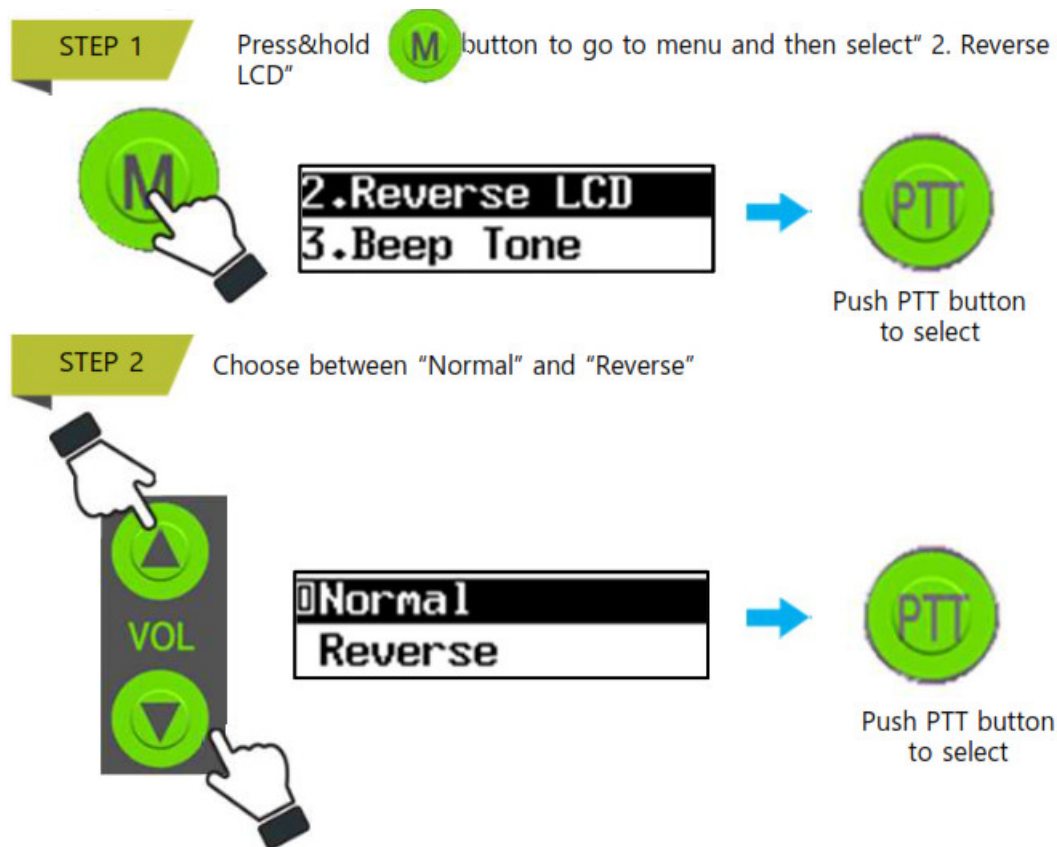 STEP 1
Press&hold M button to go to menu and then select" 2. Reverse
LCD"
M
2.Reverse LCD
3.Beep Tone
PTT
Push PTT button
to select
STEP 2
Choose between "Normal" and "Reverse"
VOL
Normal
Reverse
PTT
Push PTT button
to select